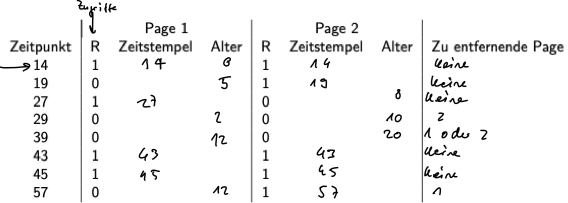 Zugriffe
Page 1 Page 2
Zeitpunkt R Zeitstempel Alter R Zeitstempel Alter Zu entfernende Page
14 1 14 0 1 14 keine
19 0 5 1 19 keine
27 1 27 0 8 keine
29 0 2 0 10 2
39 0 12 0 20 1 oder 2
43 1 43 1 43 keine
45 1 45 1 45 keine
57 0 12 1 57 1